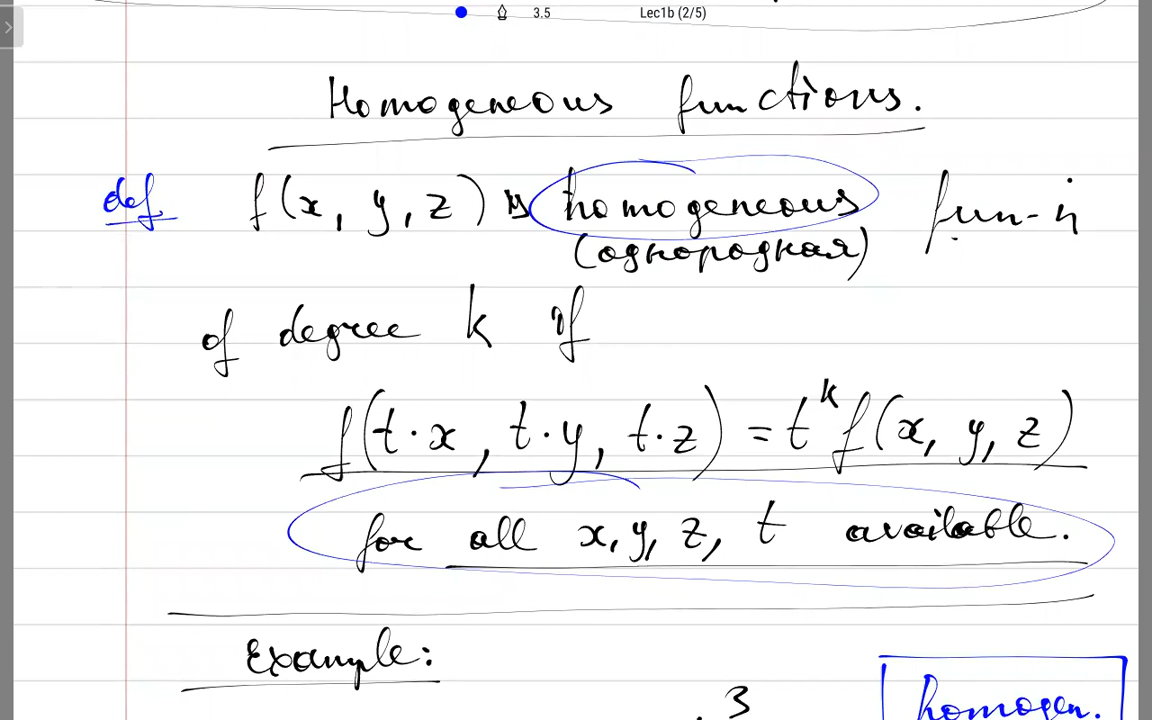 3.5 Lec1b (2/5)
Homogeneous functions.
def f(x, y, z) is homogeneous fun-n
(однородная)
of degree k if
f(t·x, t·y, t·z) = t^k f(x, y, z)
for all x, y, z, t available.
Example:
3
homogen.